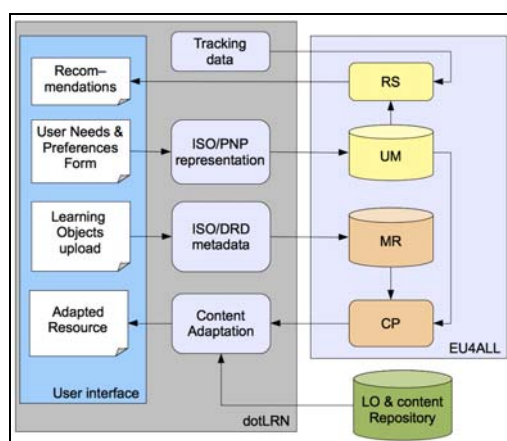 Tracking
data
Recom–
mendations
RS
User Needs &
Preferences
Form
ISO/PNP
representation
UM
Learning
Objects
upload
ISO/DRD
metadata
MR
Adapted
Resource
Content
Adaptation
CP
EU4ALL
User interface
dotLRN
LO & content
Repository